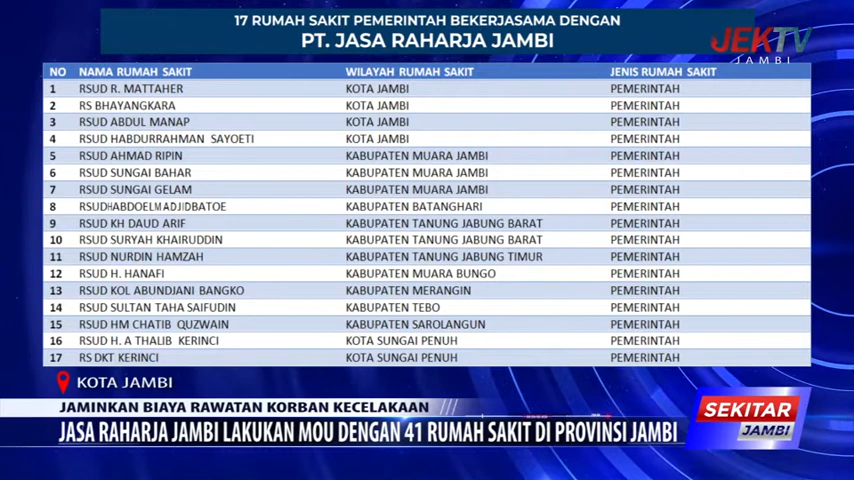 17 RUMAH SAKIT PEMERINTAH BEKERJASAMA DENGAN
PT. JASA RAHARJA JAMBI
JEKTV
JAMBI
NO NAMA RUMAH SAKIT WILAYAH RUMAH SAKIT JENIS RUMAH SAKIT
1 RSUD R. MATTAHER KOTA JAMBI PEMERINTAH
2 RS BHAYANGKARA KOTA JAMBI PEMERINTAH
3 RSUD ABDUL MANAP KOTA JAMBI PEMERINTAH
4 RSUD HABDURRAHMAN SAYOETI KOTA JAMBI PEMERINTAH
5 RSUD AHMAD RIPIN KABUPATEN MUARA JAMBI PEMERINTAH
6 RSUD SUNGAI BAHAR KABUPATEN MUARA JAMBI PEMERINTAH
7 RSUD SUNGAI GELAM KABUPATEN MUARA JAMBI PEMERINTAH
8 RSUDHABDOELMADJIDBATOE KABUPATEN BATANGHARI PEMERINTAH
9 RSUD KH DAUD ARIF KABUPATEN TANUNG JABUNG BARAT PEMERINTAH
10 RSUD SURYAH KHAIRUDDIN KABUPATEN TANUNG JABUNG BARAT PEMERINTAH
11 RSUD NURDIN HAMZAH KABUPATEN TANUNG JABUNG TIMUR PEMERINTAH
12 RSUD H. HANAFI KABUPATEN MUARA BUNGO PEMERINTAH
13 RSUD KOL ABUNDJANI BANGKO KABUPATEN MERANGIN PEMERINTAH
14 RSUD SULTAN TAHA SAIFUDIN KABUPATEN TEBO PEMERINTAH
15 RSUD HM CHATIB QUZWAIN KABUPATEN SAROLANGUN PEMERINTAH
16 RSUD H. A THALIB KERINCI KOTA SUNGAI PENUH PEMERINTAH
17 RS DKT KERINCI KOTA SUNGAI PENUH PEMERINTAH
KOTA JAMBI
JAMINKAN BIAYA RAWATAN KORBAN KECELAKAAN
JASA RAHARJA JAMBI LAKUKAN MOU DENGAN 41 RUMAH SAKIT DI PROVINSI JAMBI
SEKITAR
JAMBI